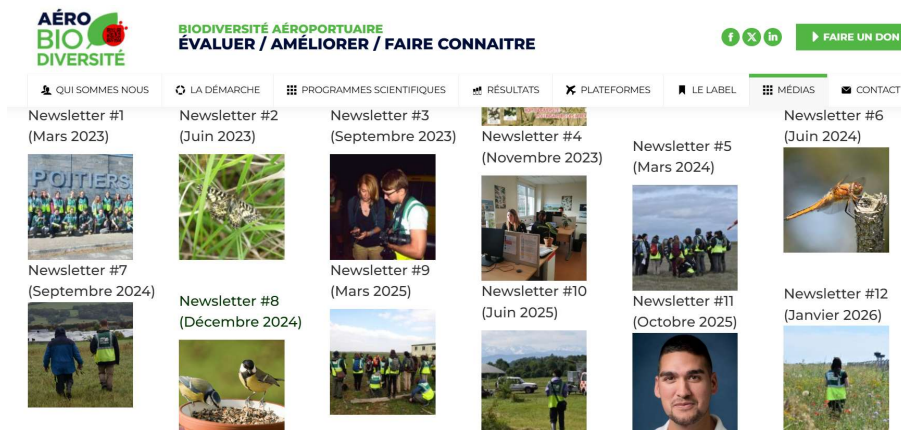 AÉRO
BIO
DIVERSITÉ
BIODIVERSITÉ AÉROPORTUAIRE
ÉVALUER / AMÉLIORER / FAIRE CONNAITRE
FAIRE UN DON
QUI SOMMES NOUS
LA DÉMARCHE
PROGRAMMES SCIENTIFIQUES
RÉSULTATS
PLATEFORMES
LE LABEL
MÉDIAS
CONTACT
Newsletter #1
(Mars 2023)
POITIERS
Newsletter #2
(Juin 2023)
Newsletter #3
(Septembre 2023)
Newsletter #4
(Novembre 2023)
Newsletter #5
(Mars 2024)
Newsletter #6
(Juin 2024)
Newsletter #7
(Septembre 2024)
Newsletter #8
(Décembre 2024)
Newsletter #9
(Mars 2025)
Newsletter #10
(Juin 2025)
Newsletter #11
(Octobre 2025)
Newsletter #12
(Janvier 2026)